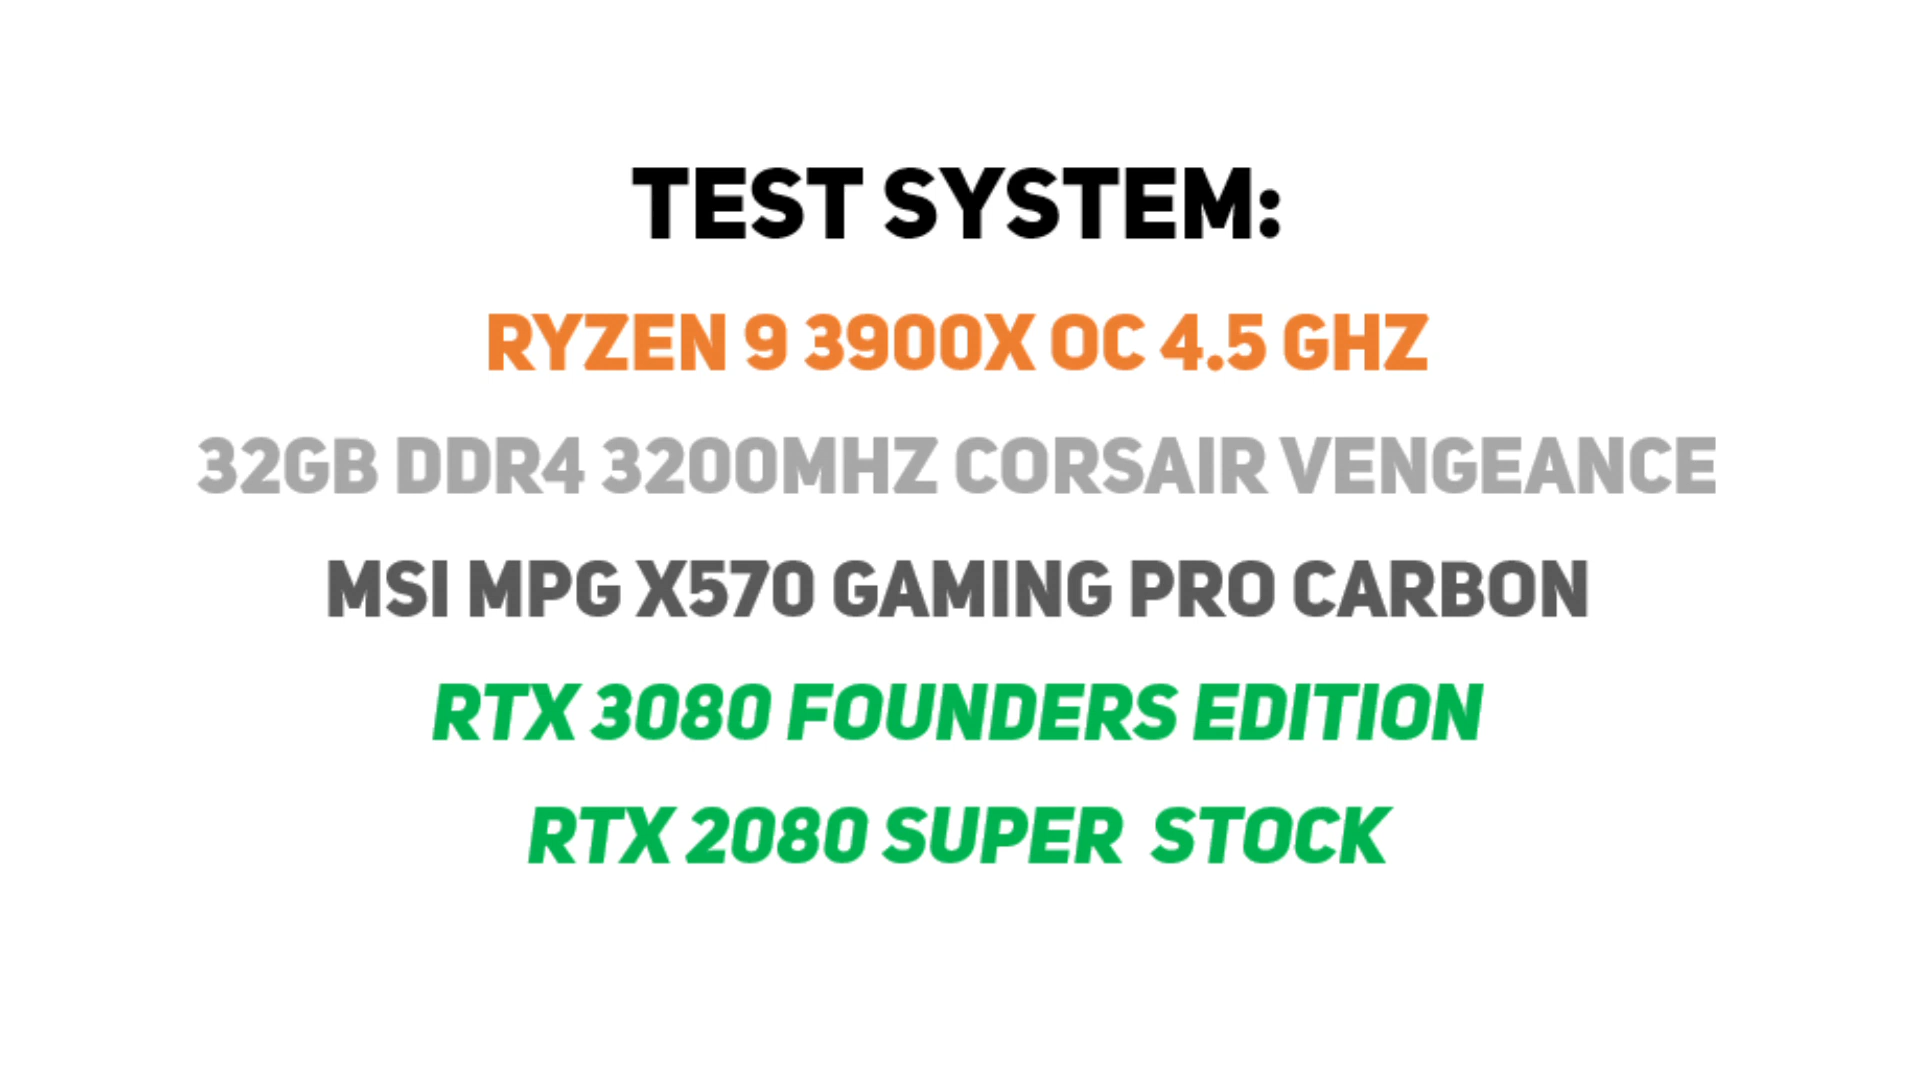 TEST SYSTEM:
RYZEN 9 3900X OC 4.5 GHZ
32GB DDR4 3200MHZ CORSAIR VENGEANCE
MSI MPG X570 GAMING PRO CARBON
RTX 3080 FOUNDERS EDITION
RTX 2080 SUPER  STOCK